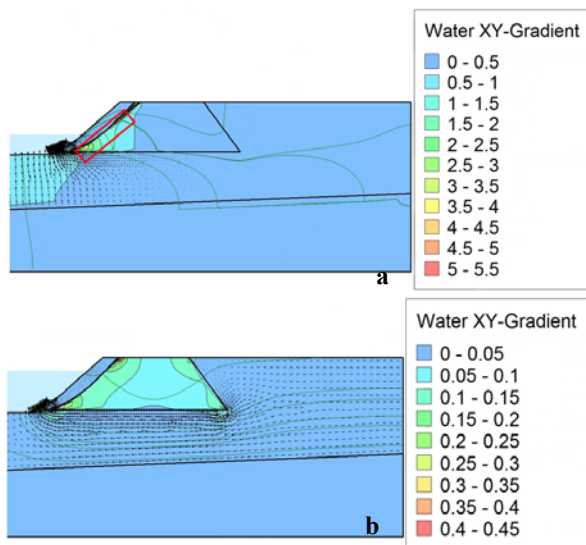 Water XY-Gradient
0 - 0.5
0.5 - 1
1 - 1.5
1.5 - 2
2 - 2.5
2.5 - 3
3 - 3.5
3.5 - 4
4 - 4.5
4.5 - 5
5 - 5.5
a
Water XY-Gradient
0 - 0.05
0.05 - 0.1
0.1 - 0.15
0.15 - 0.2
0.2 - 0.25
0.25 - 0.3
0.3 - 0.35
0.35 - 0.4
0.4 - 0.45
b